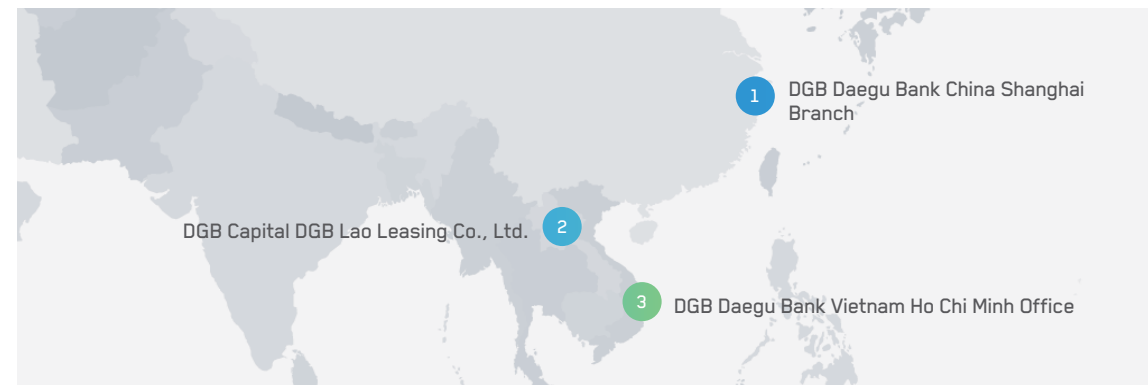 1
DGB Daegu Bank China Shanghai
Branch
DGB Capital DGB Lao Leasing Co., Ltd.
2
3
DGB Daegu Bank Vietnam Ho Chi Minh Office